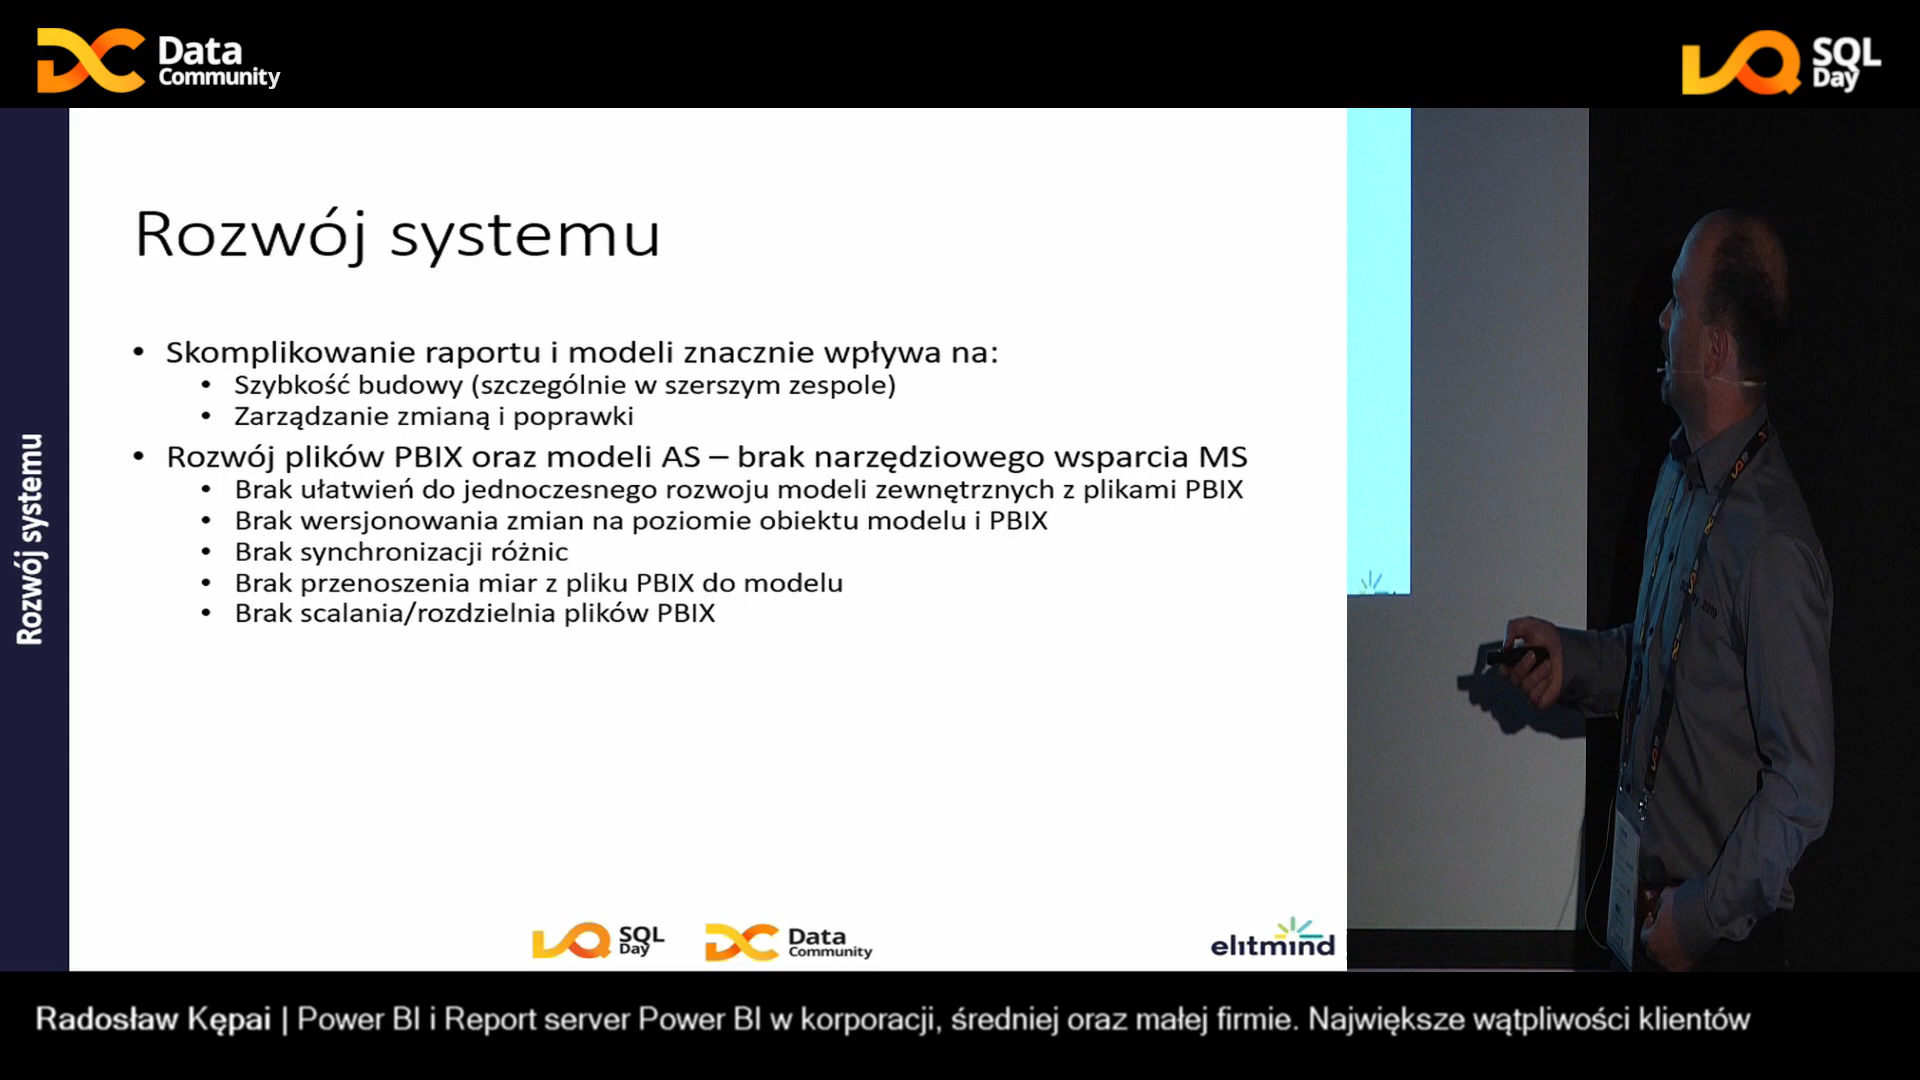 Data
Community
SQL
Day
Rozwój systemu
Rozwój systemu
• Skomplikowanie raportu i modeli znacznie wpływa na:
• Szybkość budowy (szczególnie w szerszym zespole)
• Zarządzanie zmianą i poprawki
• Rozwój plików PBIX oraz modeli AS – brak narzędziowego wsparcia MS
• Brak ułatwień do jednoczesnego rozwoju modeli zewnętrznych z plikami PBIX
• Brak wersjonowania zmian na poziomie obiektu modelu i PBIX
• Brak synchronizacji różnic
• Brak przenoszenia miar z pliku PBIX do modelu
• Brak scalania/rozdzielnia plików PBIX
SQL
Day
Data
Community
elitmind
Radosław Kępai | Power BI i Report server Power BI w korporacji, średniej oraz małej firmie. Największe wątpliwości klientów